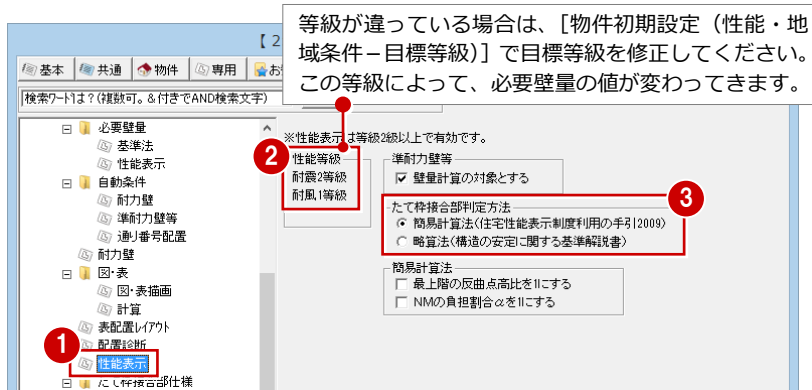 等級が違っている場合は、[物件初期設定（性能・地
域条件－目標等級)] で目標等級を修正してください。
この等級によって、必要壁量の値が変わってきます。
【 2
基本 共通 物件 専用 お
検索ワードは？(複数可。& 付きでAND検索文字)
必要壁量
基準法
性能表示
自動条件
耐力壁
準耐力壁等
通り番号配置
耐力壁
図・表
図・表描画
計算
表配置レイアウト
1
配置診断
性能表示
たて枠接合部仕様
※性能表示は等級2級以上で有効です。
2
性能等級
耐震2等級
耐風1等級
準耐力壁等
壁量計算の対象とする
3
たて枠接合部判定方法
簡易計算法(住宅性能表示制度利用の手引2009)
略算法(構造の安定に関する基準解説書)
簡易計算法
最上階の反曲点高比を1にする
NMの負担割合αを1にする